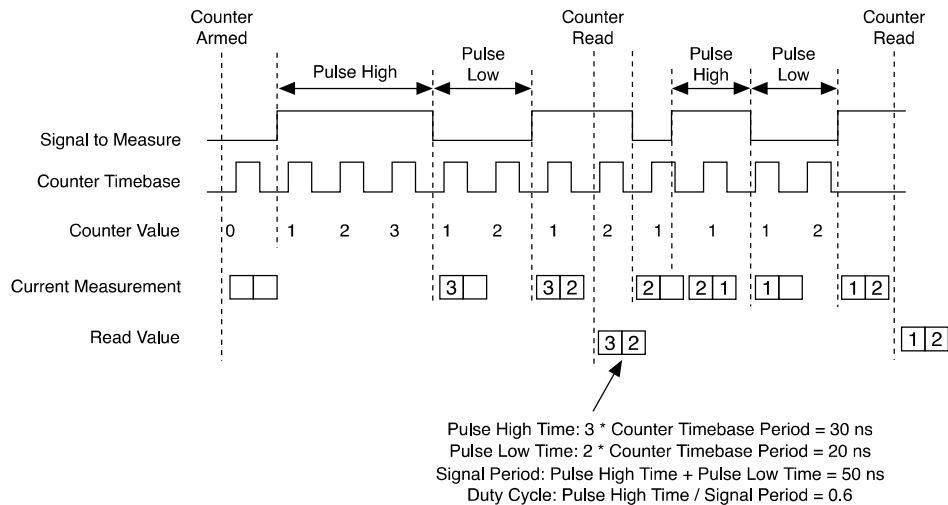 Counter Armed
Counter Read
Counter Read
Pulse High
Pulse Low
Pulse High
Pulse Low
Signal to Measure
Counter Timebase
Counter Value 0 1 2 3 1 2 1 2 1 1 1 2
Current Measurement 3 3 2 2 2 1 1 1 2
Read Value 3 2 1 2
Pulse High Time: 3 * Counter Timebase Period = 30 ns
Pulse Low Time: 2 * Counter Timebase Period = 20 ns
Signal Period: Pulse High Time + Pulse Low Time = 50 ns
Duty Cycle: Pulse High Time / Signal Period = 0.6